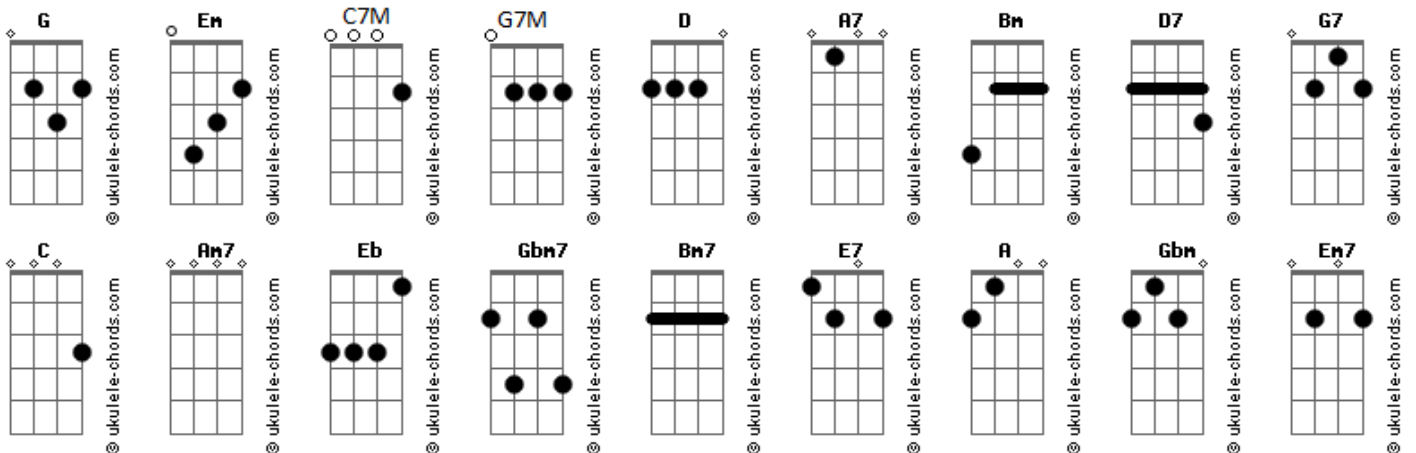 G Em C7M G7M D A7 Bm D7 G7
© ukulele-chords.com © ukulele-chords.com © ukulele-chords.com © ukulele-chords.com © ukulele-chords.com © ukulele-chords.com © ukulele-chords.com © ukulele-chords.com © ukulele-chords.com
C Am7 Eb Gbm7 Bm7 E7 A Gbm Em7
© ukulele-chords.com © ukulele-chords.com © ukulele-chords.com © ukulele-chords.com © ukulele-chords.com © ukulele-chords.com © ukulele-chords.com © ukulele-chords.com © ukulele-chords.com